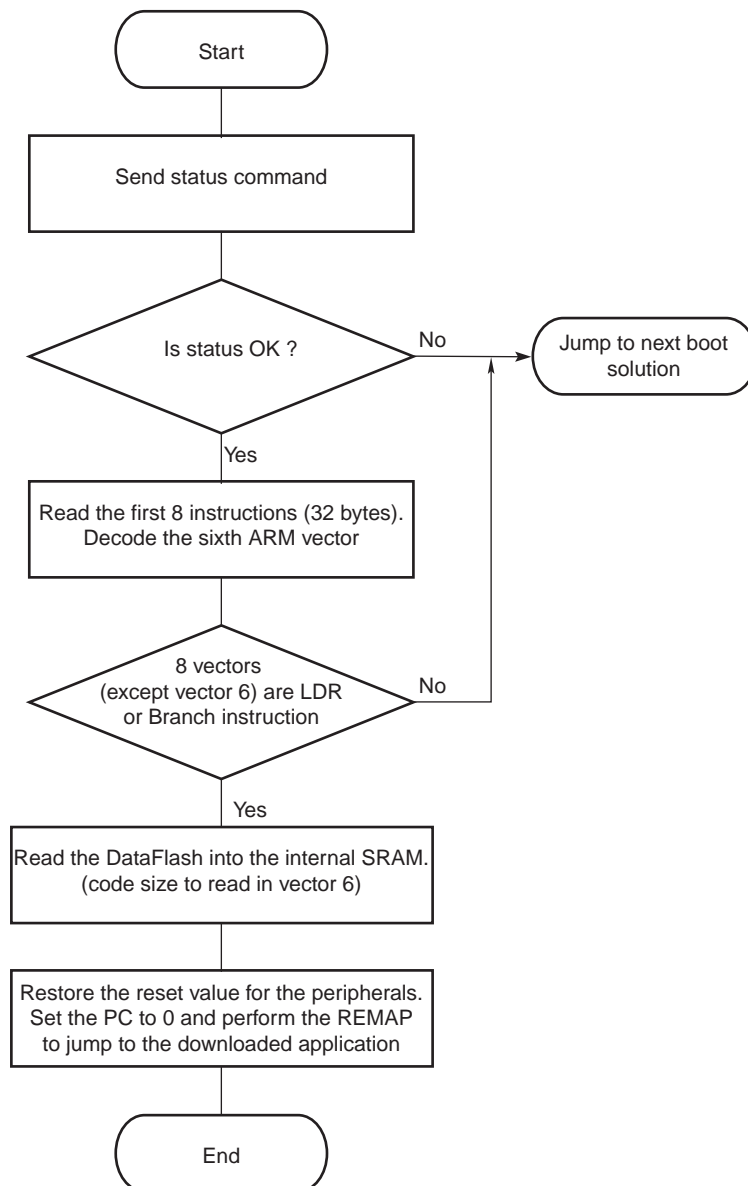 Start
Send status command
Is status OK ?
No
Jump to next boot
solution
Yes
Read the first 8 instructions (32 bytes).
Decode the sixth ARM vector
8 vectors
(except vector 6) are LDR
or Branch instruction
No
Yes
Read the DataFlash into the internal SRAM.
(code size to read in vector 6)
Restore the reset value for the peripherals.
Set the PC to 0 and perform the REMAP
to jump to the downloaded application
End